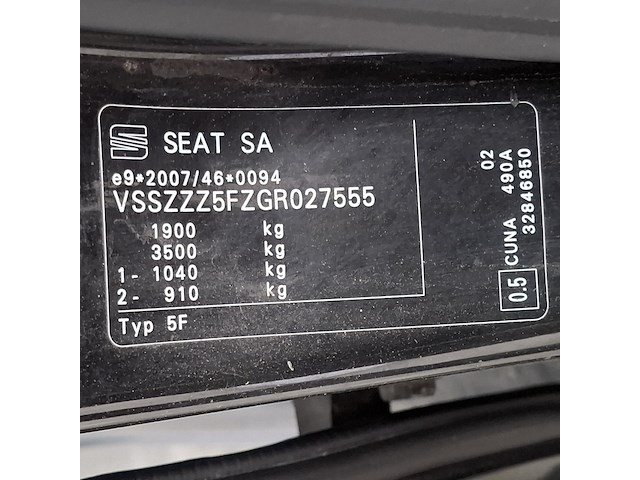 SEAT SA
e9*2007/46*0094
VSSZZZ5FZGR027555
1900 kg
3500 kg
1- 1040 kg
2- 910 kg
Typ 5F
0.5
CUNA 490A 02
32846850